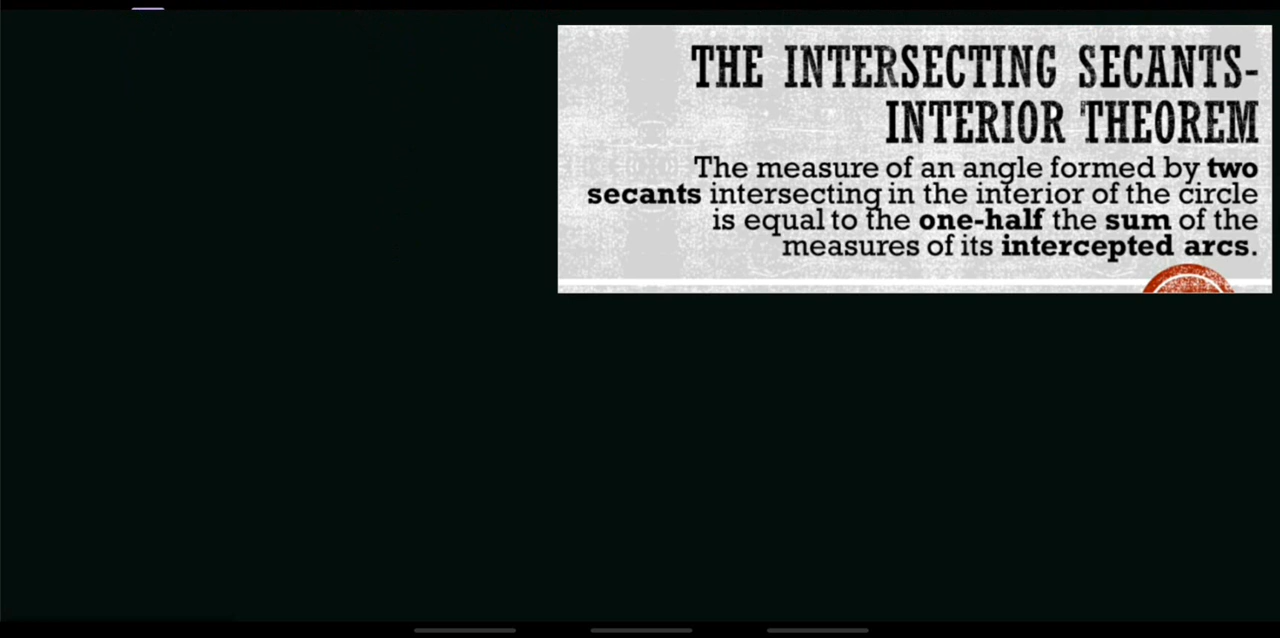 THE INTERSECTING SECANTS-
INTERIOR THEOREM
The measure of an angle formed by two
secants intersecting in the interior of the circle
is equal to the one-half the sum of the
measures of its intercepted arcs.